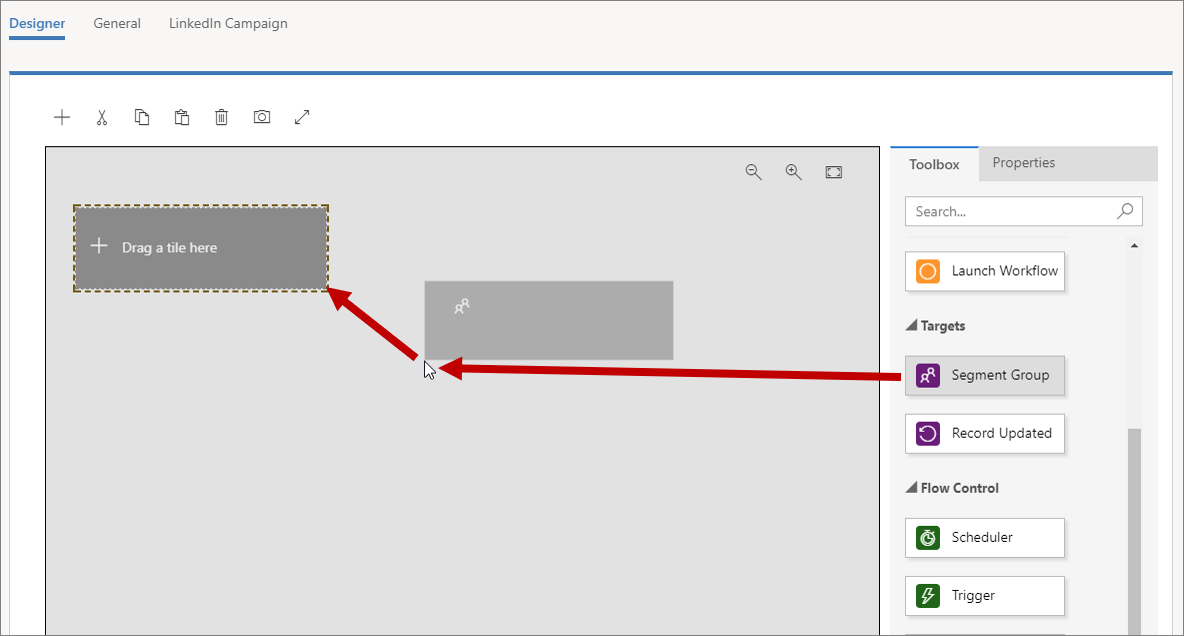 Designer General LinkedIn Campaign
Toolbox Properties
Drag a tile here
Search...
Launch Workflow
Targets
Segment Group
Record Updated
Flow Control
Scheduler
Trigger